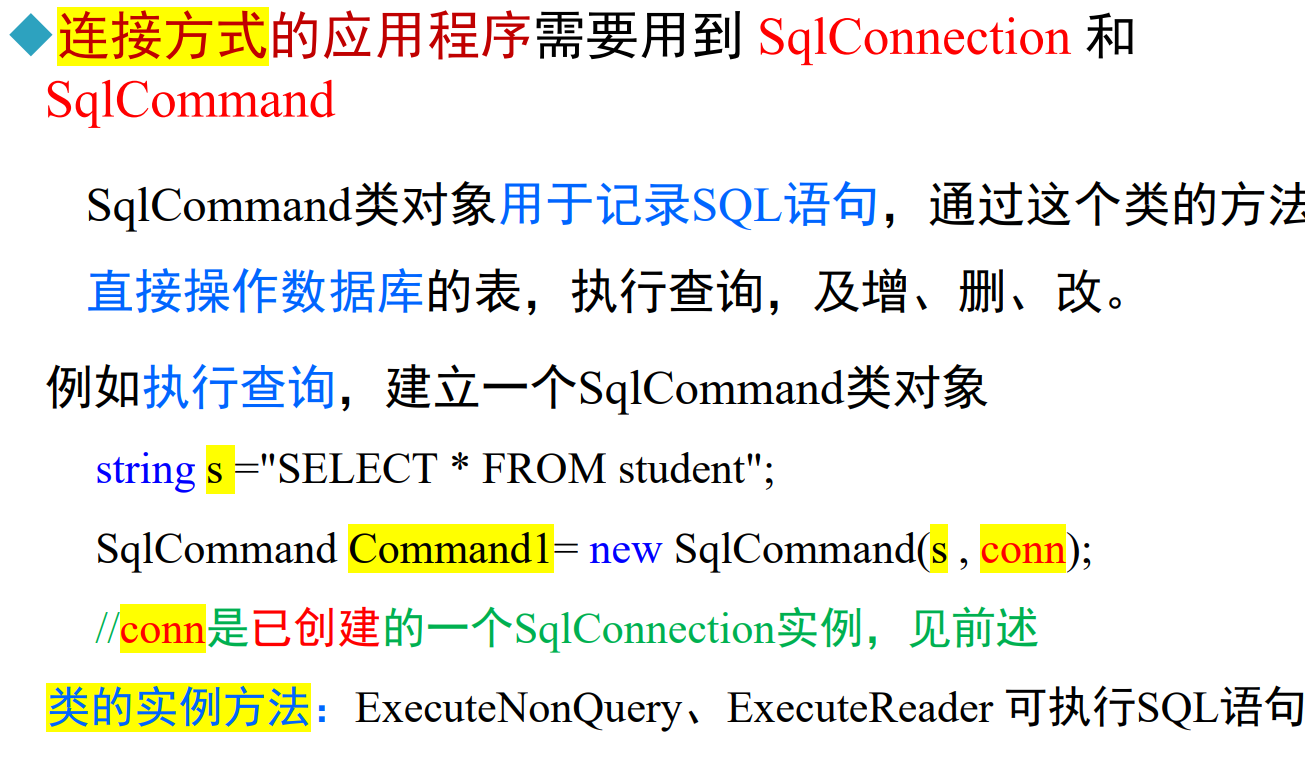 连接方式的应用程序需要用到 SqlConnection 和
SqlCommand
SqlCommand类对象用于记录SQL语句，通过这个类的方法
直接操作数据库的表，执行查询，及增、删、改。
例如执行查询，建立一个SqlCommand类对象
string s ="SELECT * FROM student";
SqlCommand Command1= new SqlCommand(s , conn);
//conn是已创建的一个SqlConnection实例，见前述
类的实例方法：ExecuteNonQuery、ExecuteReader 可执行SQL语句